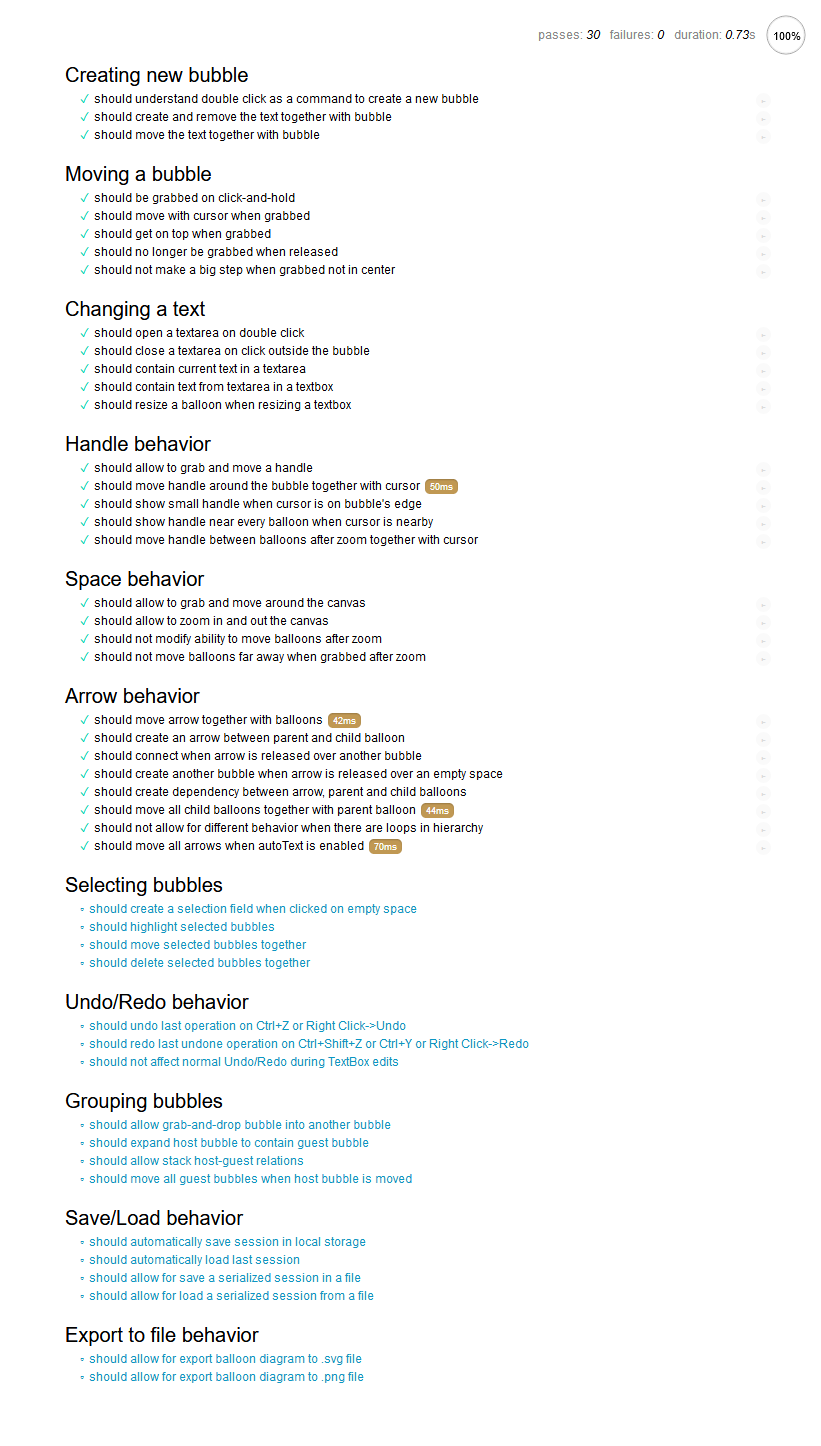 passes: 30 failures: 0 duration: 0.73s 100%
Creating new bubble
✓ should understand double click as a command to create a new bubble
✓ should create and remove the text together with bubble
✓ should move the text together with bubble
Moving a bubble
✓ should be grabbed on click-and-hold
✓ should move with cursor when grabbed
✓ should get on top when grabbed
✓ should no longer be grabbed when released
✓ should not make a big step when grabbed not in center
Changing a text
✓ should open a textarea on double click
✓ should close a textarea on click outside the bubble
✓ should contain current text in a textarea
✓ should contain text from textarea in a textbox
✓ should resize a balloon when resizing a textbox
Handle behavior
✓ should allow to grab and move a handle
✓ should move handle around the bubble together with cursor 50ms
✓ should show small handle when cursor is on bubble's edge
✓ should show handle near every balloon when cursor is nearby
✓ should move handle between balloons after zoom together with cursor
Space behavior
✓ should allow to grab and move around the canvas
✓ should allow to zoom in and out the canvas
✓ should not modify ability to move balloons after zoom
✓ should not move balloons far away when grabbed after zoom
Arrow behavior
✓ should move arrow together with balloons 42ms
✓ should create an arrow between parent and child balloon
✓ should connect when arrow is released over another bubble
✓ should create another bubble when arrow is released over an empty space
✓ should create dependency between arrow, parent and child balloons
✓ should move all child balloons together with parent balloon 44ms
✓ should not allow for different behavior when there are loops in hierarchy
✓ should move all arrows when autoText is enabled 70ms
Selecting bubbles
should create a selection field when clicked on empty space
should highlight selected bubbles
should move selected bubbles together
should delete selected bubbles together
Undo/Redo behavior
should undo last operation on Ctrl+Z or Right Click->Undo
should redo last undone operation on Ctrl+Shift+Z or Ctrl+Y or Right Click->Redo
should not affect normal Undo/Redo during TextBox edits
Grouping bubbles
should allow grab-and-drop bubble into another bubble
should expand host bubble to contain guest bubble
should allow stack host-guest relations
should move all guest bubbles when host bubble is moved
Save/Load behavior
should automatically save session in local storage
should automatically load last session
should allow for save a serialized session in a file
should allow for load a serialized session from a file
Export to file behavior
should allow for export balloon diagram to .svg file
should allow for export balloon diagram to .png file